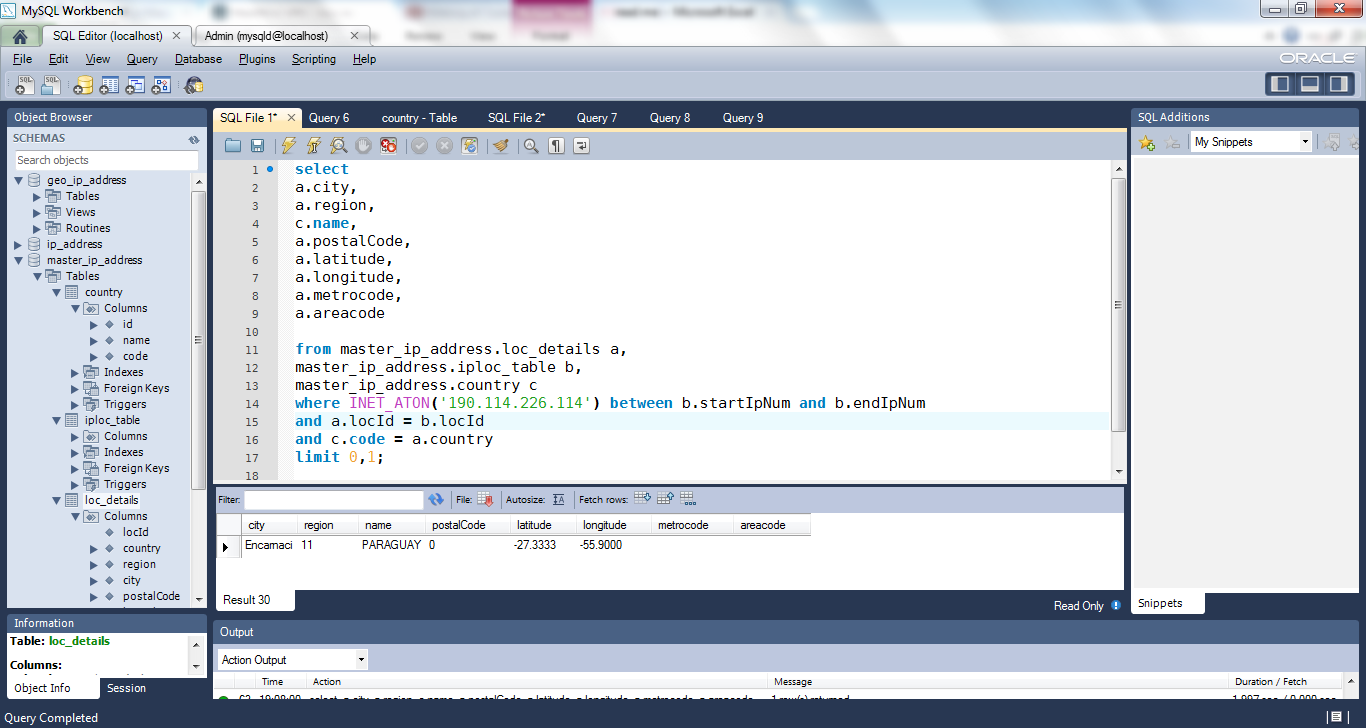 MySQL Workbench
read me - Microsoft Excel
SQL Editor (localhost)
Admin (mysqld@localhost)
File Edit View Query Database Plugins Scripting Help
ORACLE
Object Browser
SCHEMAS
Search objects
geo_ip_address
Tables
Views
Routines
ip_address
master_ip_address
Tables
country
Columns
id
name
code
Indexes
Foreign Keys
Triggers
iploc_table
Columns
Indexes
Foreign Keys
Triggers
loc_details
Columns
locId
country
region
city
postalCode
Information
Table: loc_details
Columns:
Object Info Session
SQL File 1* Query 6 country - Table SQL File 2* Query 7 Query 8 Query 9
1 select
2 a.city,
3 a.region,
4 c.name,
5 a.postalCode,
6 a.latitude,
7 a.longitude,
8 a.metrocode,
9 a.areacode
10
11 from master_ip_address.loc_details a,
12 master_ip_address.iploc_table b,
13 master_ip_address.country c
14 where INET_ATON('190.114.226.114') between b.startIpNum and b.endIpNum
15 and a.locId = b.locId
16 and c.code = a.country
17 limit 0,1;
18
Filter: File: Autosize: Fetch rows:
city region name postalCode latitude longitude metrocode areacode
Encarnaci 11 PARAGUAY 0 -27.3333 -55.9000
Result 30
Read Only
Output
Action Output
Time Action Message Duration / Fetch
SQL Additions
My Snippets
Snippets
Query Completed